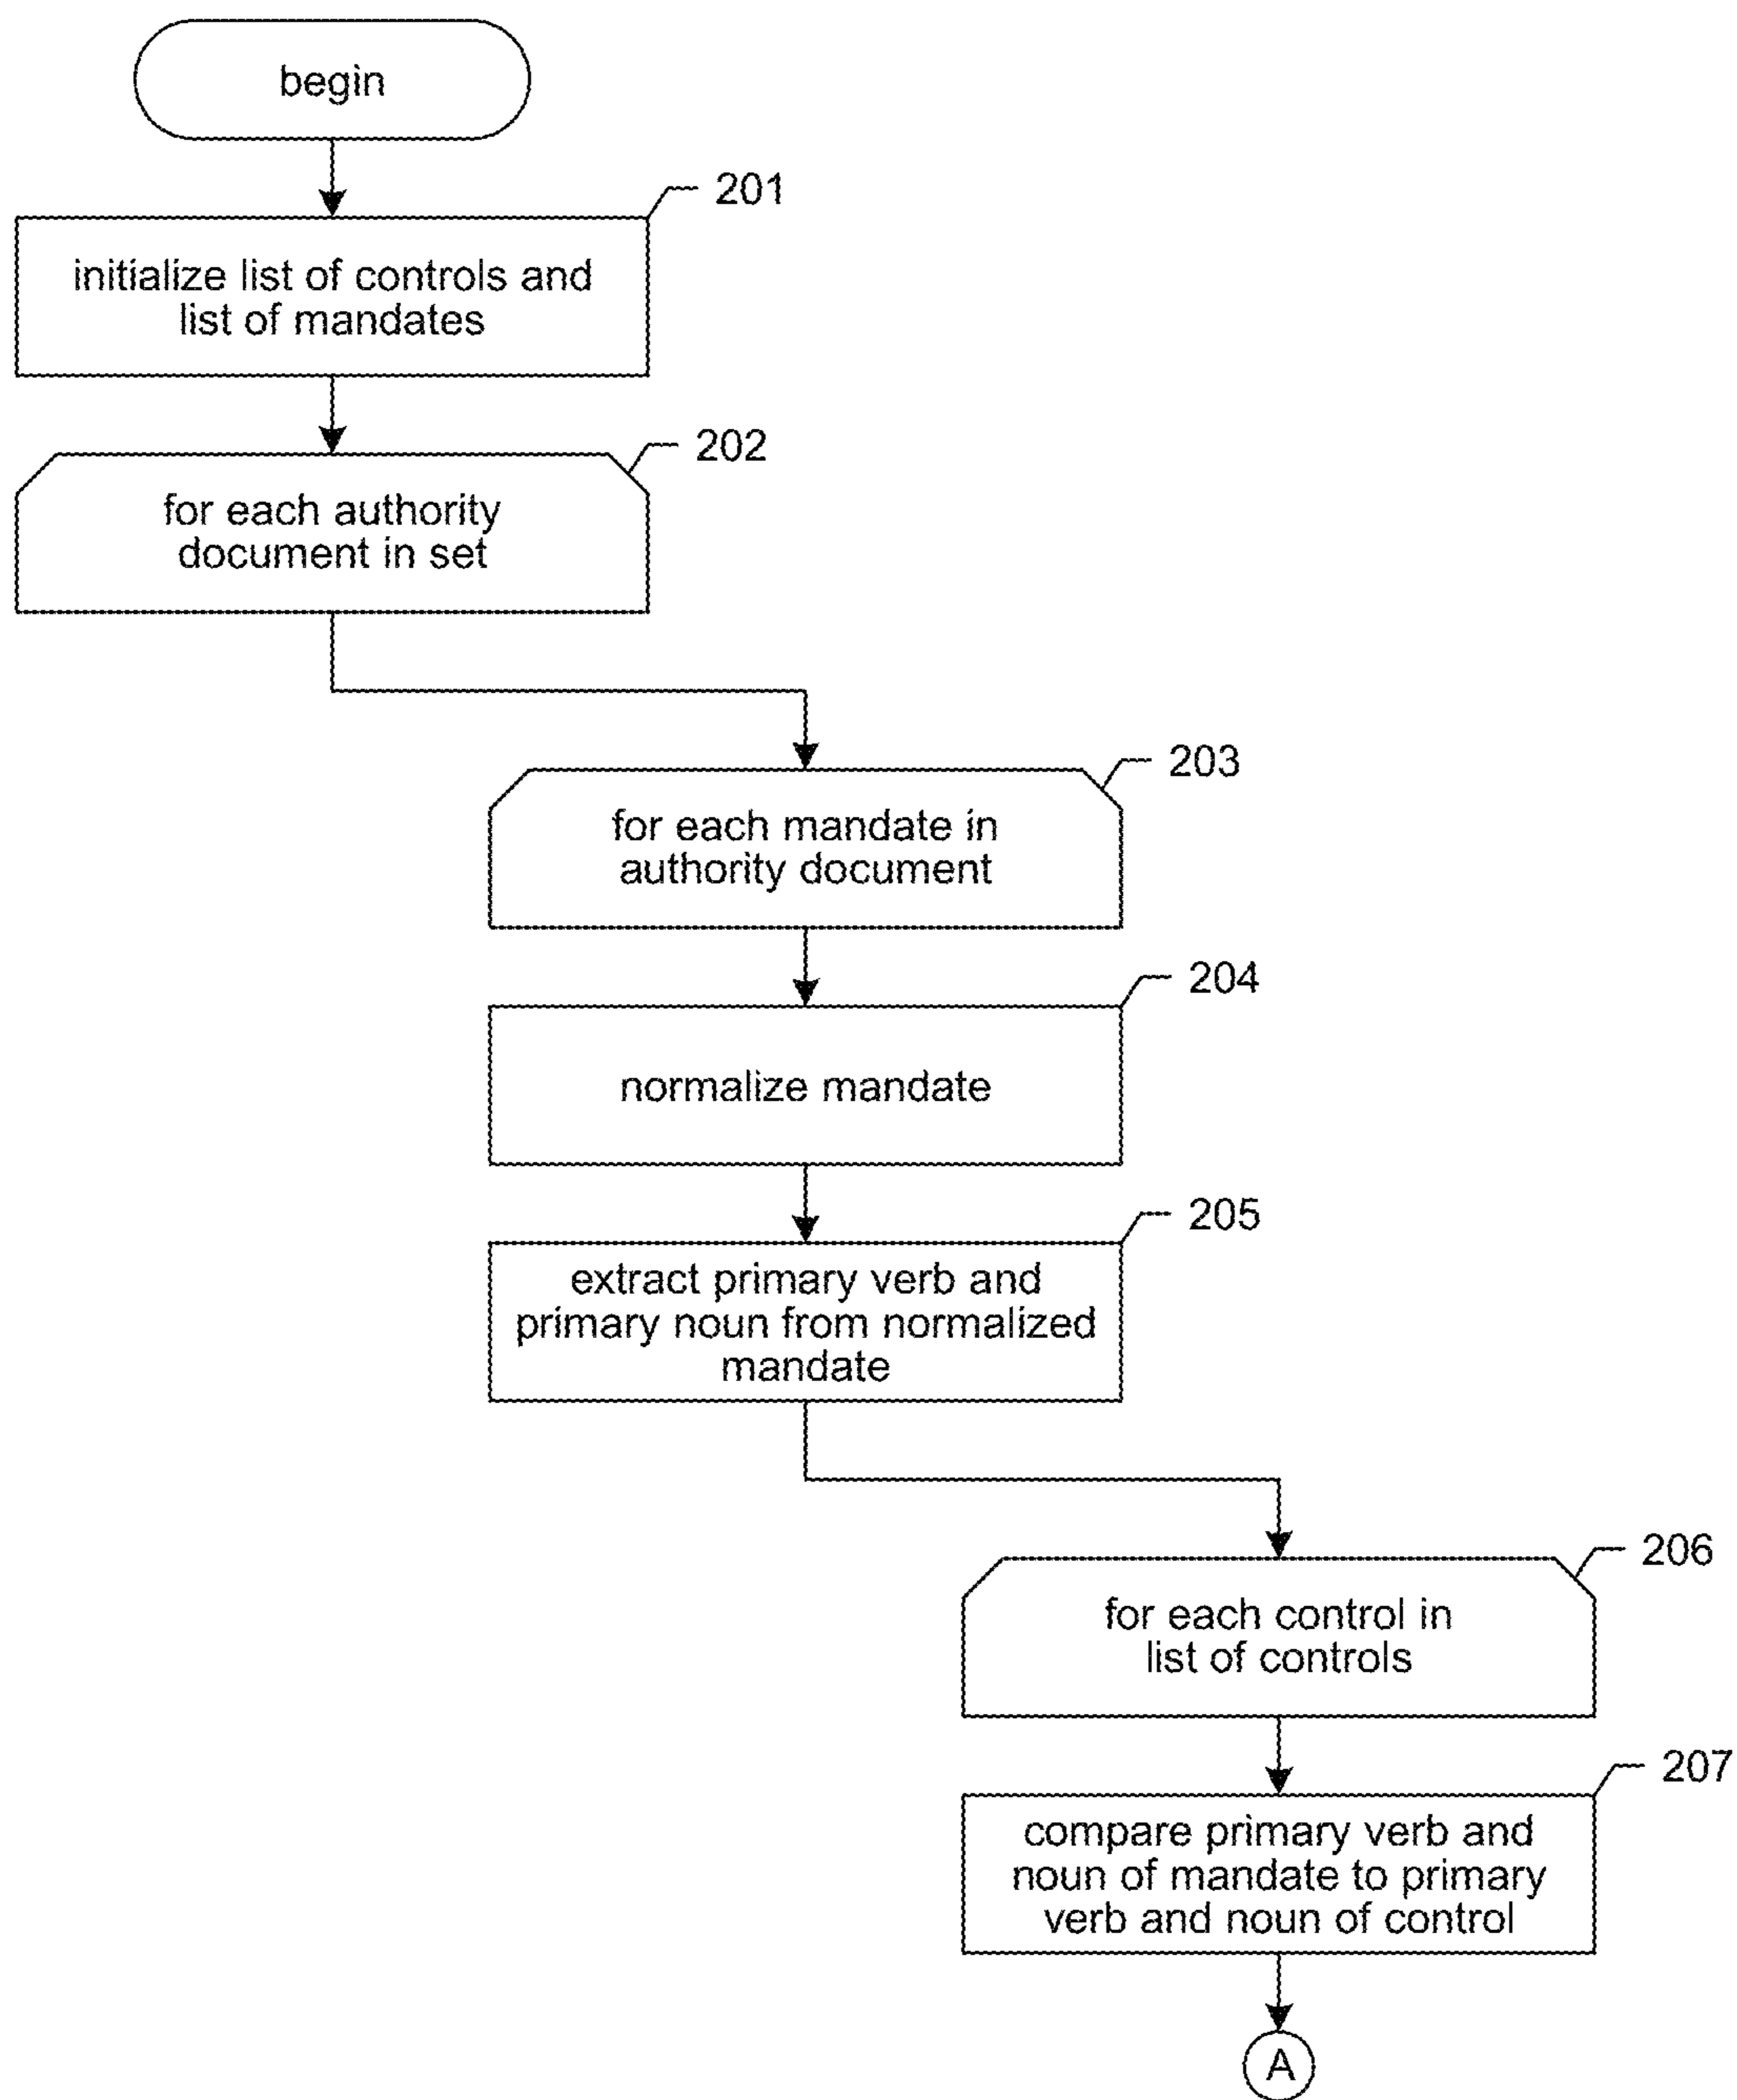 begin
201
initialize list of controls and
list of mandates
202
for each authority
document in set
203
for each mandate in
authority document
204
normalize mandate
205
extract primary verb and
primary noun from normalized
mandate
206
for each control in
list of controls
207
compare primary verb and
noun of mandate to primary
verb and noun of control
A